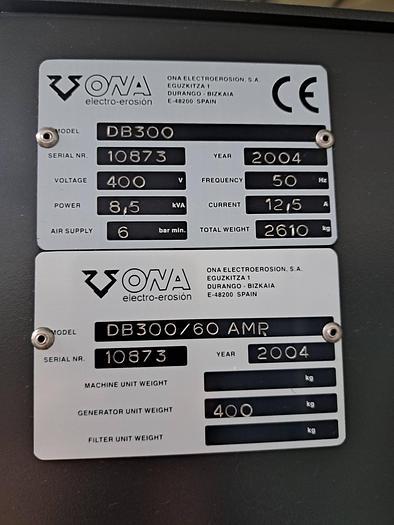 ONA
electro-erosión
ONA ELECTROEROSION, S.A.
EGUZKITZA 1
DURANGO - BIZKAIA
E-48200 SPAIN
CE
MODEL DB300
SERIAL NR. 10873 YEAR 2004
VOLTAGE 400 V FREQUENCY 50 Hz
POWER 8,5 kVA CURRENT 12,5 A
AIR SUPPLY 6 bar min. TOTAL WEIGHT 2610 kg
ONA
electro-erosión
ONA ELECTROEROSION, S.A.
EGUZKITZA 1
DURANGO - BIZKAIA
E-48200 SPAIN
MODEL DB300/60 AMP
SERIAL NR. 10873 YEAR 2004
MACHINE UNIT WEIGHT kg
GENERATOR UNIT WEIGHT 400 kg
FILTER UNIT WEIGHT kg